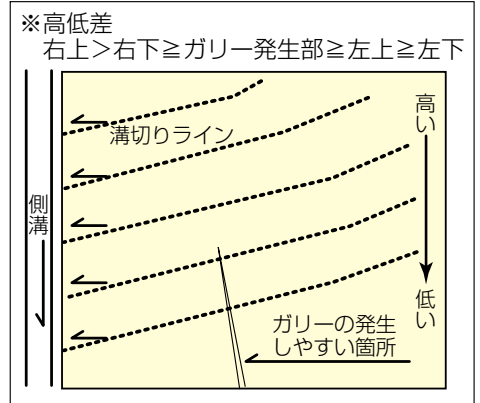 ※高低差
右上＞右下≧ガリー発生部≧左上≧左下
溝切りライン
高い
側溝
低い
ガリーの発生
しやすい箇所